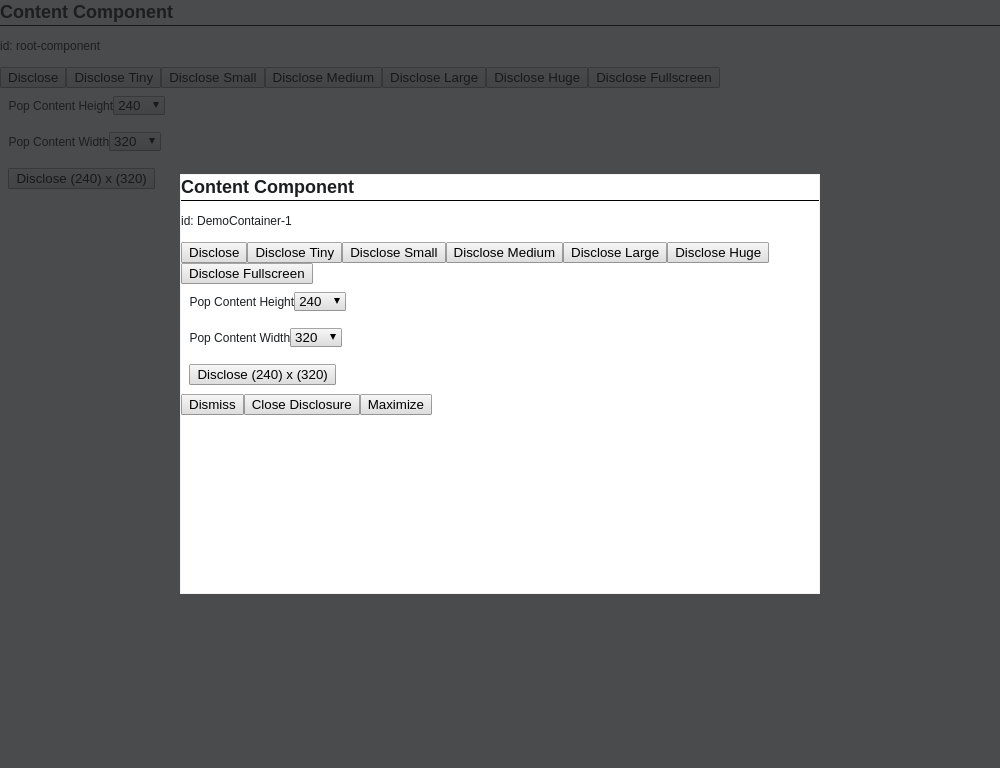 Content Component
id: root-component
Disclose Disclose Tiny Disclose Small Disclose Medium Disclose Large Disclose Huge Disclose Fullscreen
Pop Content Height 240
Pop Content Width 320
Disclose (240) x (320)
Content Component
id: DemoContainer-1
Disclose Disclose Tiny Disclose Small Disclose Medium Disclose Large Disclose Huge
Disclose Fullscreen
Pop Content Height 240
Pop Content Width 320
Disclose (240) x (320)
Dismiss Close Disclosure Maximize